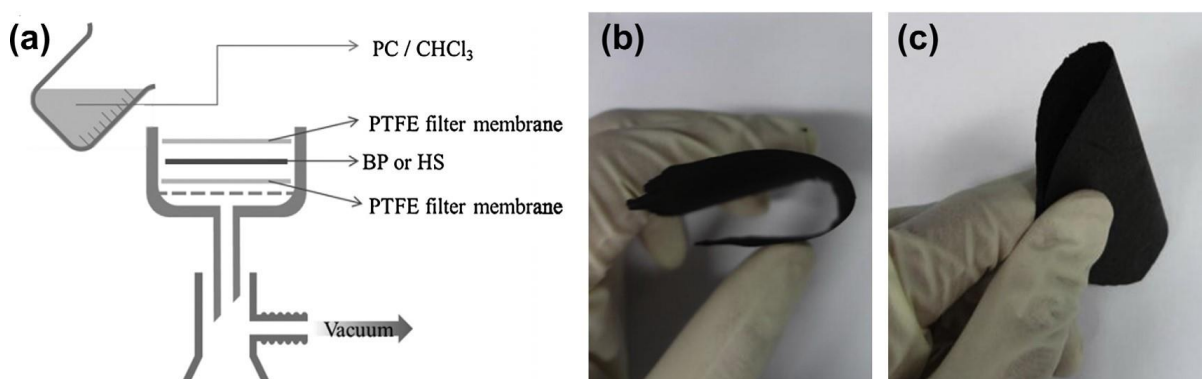 (a)
PC / CHCl₃
PTFE filter membrane
BP or HS
PTFE filter membrane
Vacuum
(b)
(c)